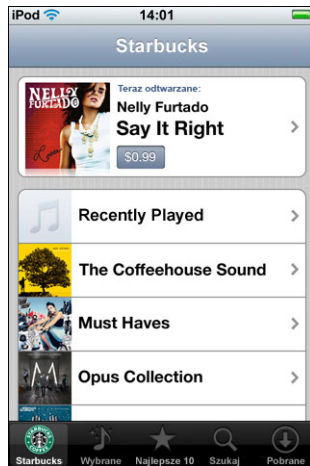 iPod 14:01
Starbucks
NELLY
FURTADO
Loose
Teraz odtwarzane:
Nelly Furtado
Say It Right
$0.99
Recently Played
The Coffeehouse Sound
Must Haves
Opus Collection
Starbucks Wybrane Najlepsze 10 Szukaj Pobrane